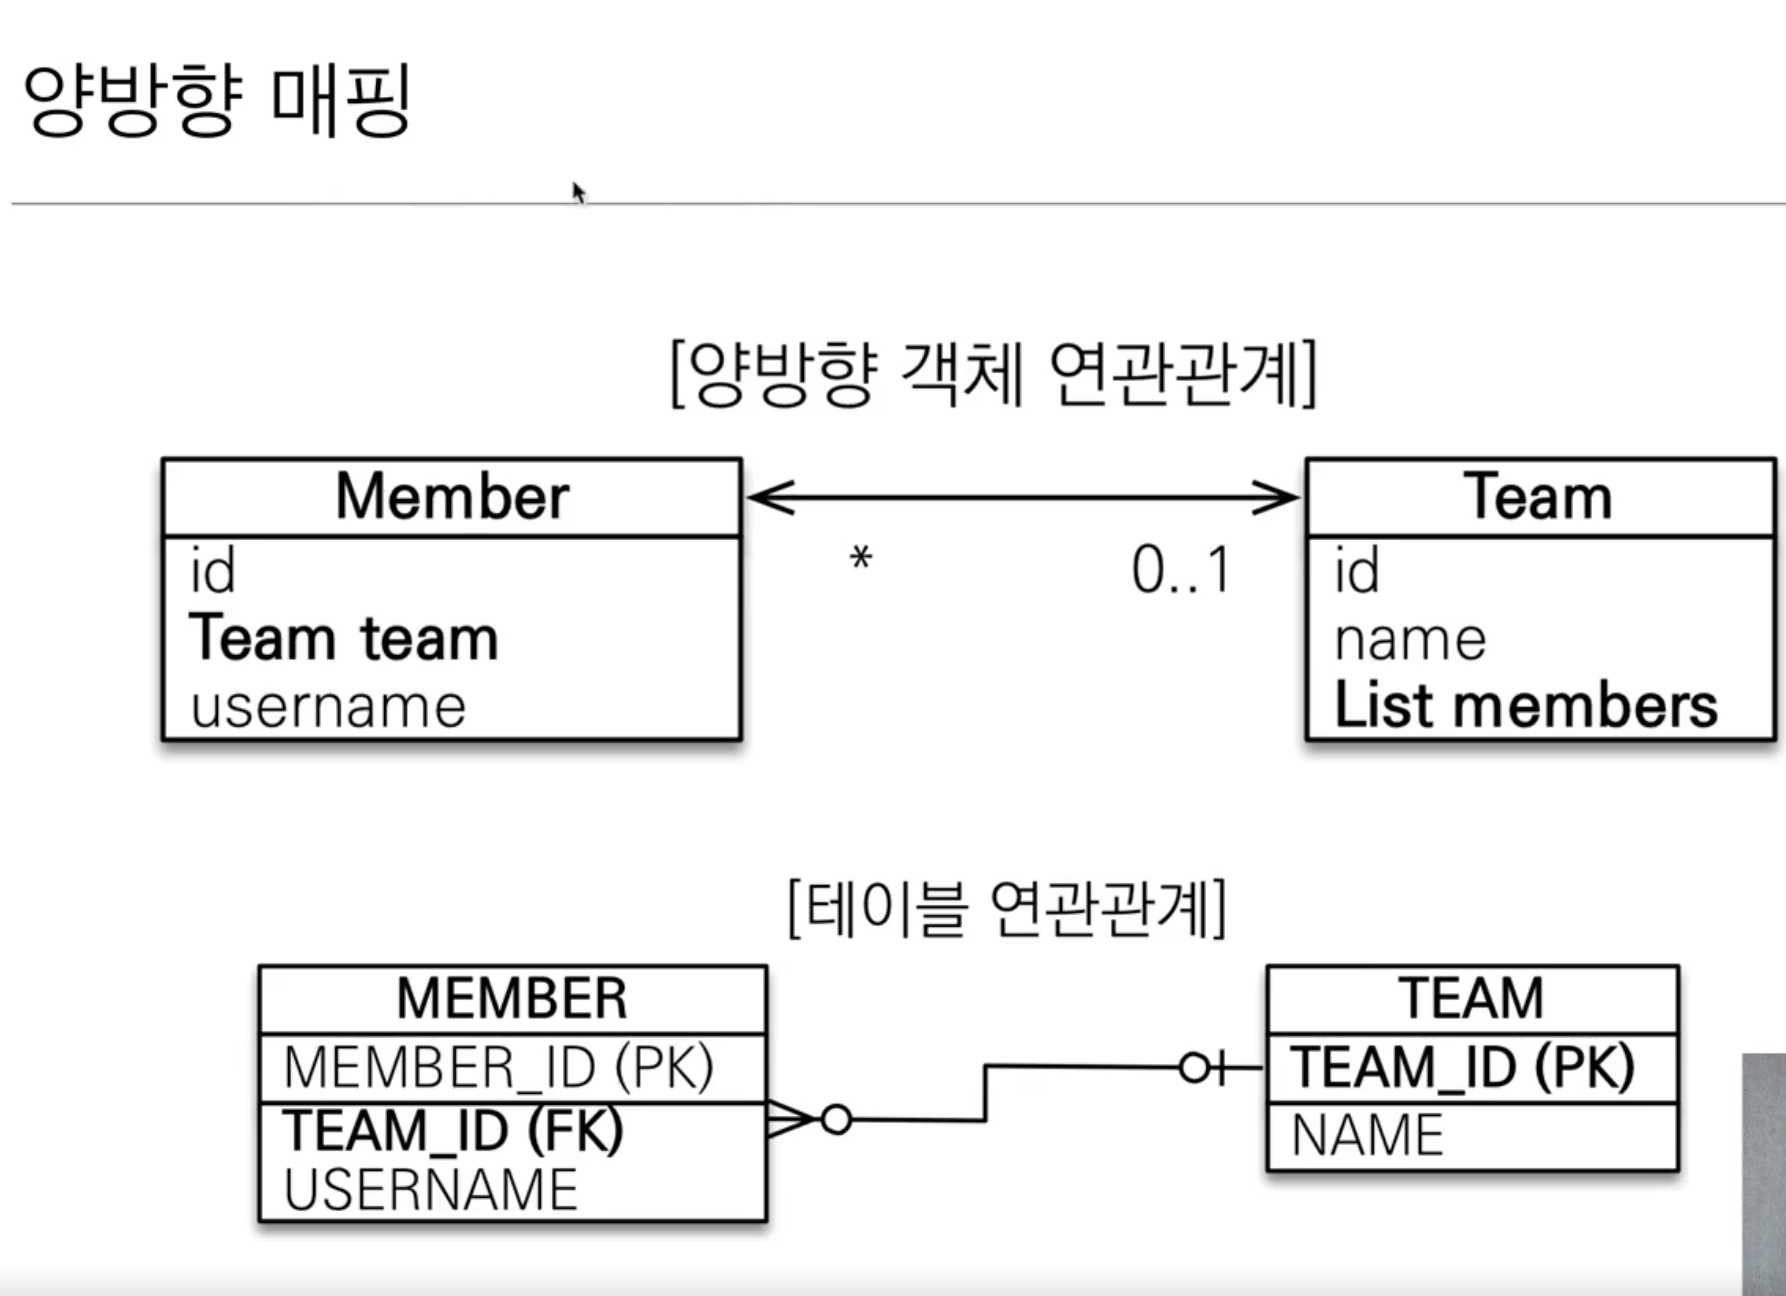 양방향 매핑
[양방향 객체 연관관계]
Member
id
Team team
username
* 0..1
Team
id
name
List members
[테이블 연관관계]
MEMBER
MEMBER_ID (PK)
TEAM_ID (FK)
USERNAME
TEAM
TEAM_ID (PK)
NAME